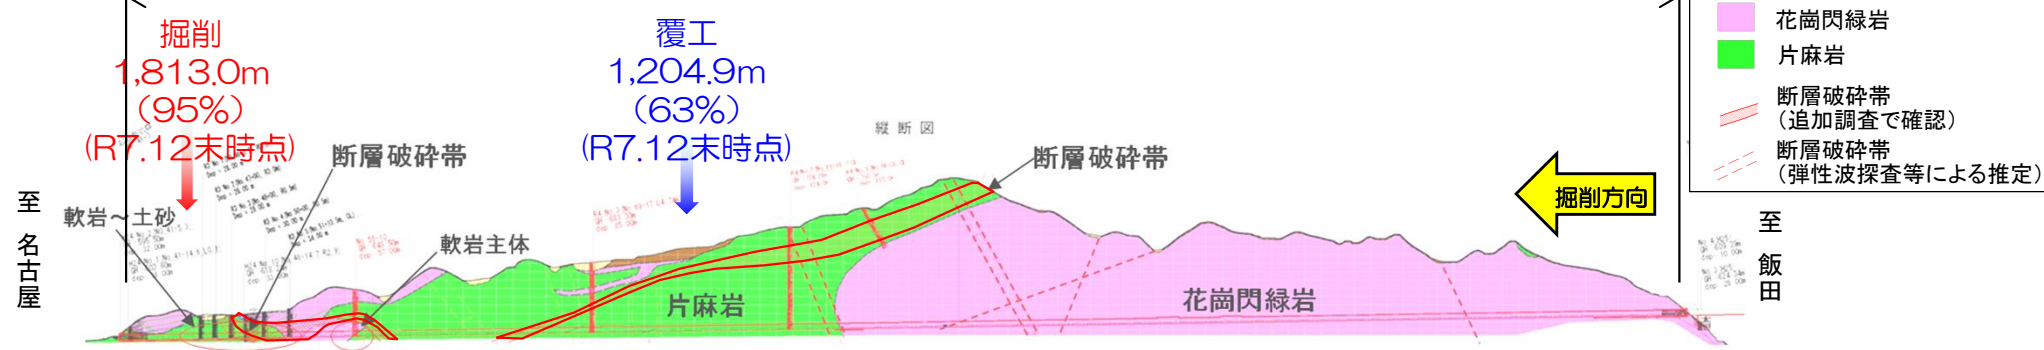 掘削
1,813.0m
(95%)
(R7.12末時点)
覆工
1,204.9m
(63%)
(R7.12末時点)
縦断図
断層破砕帯
断層破砕帯
軟岩～土砂
軟岩主体
片麻岩
花崗閃緑岩
掘削方向
至 名古屋
至 飯田
花崗閃緑岩
片麻岩
断層破砕帯
(追加調査で確認)
断層破砕帯
(弾性波探査等による推定)